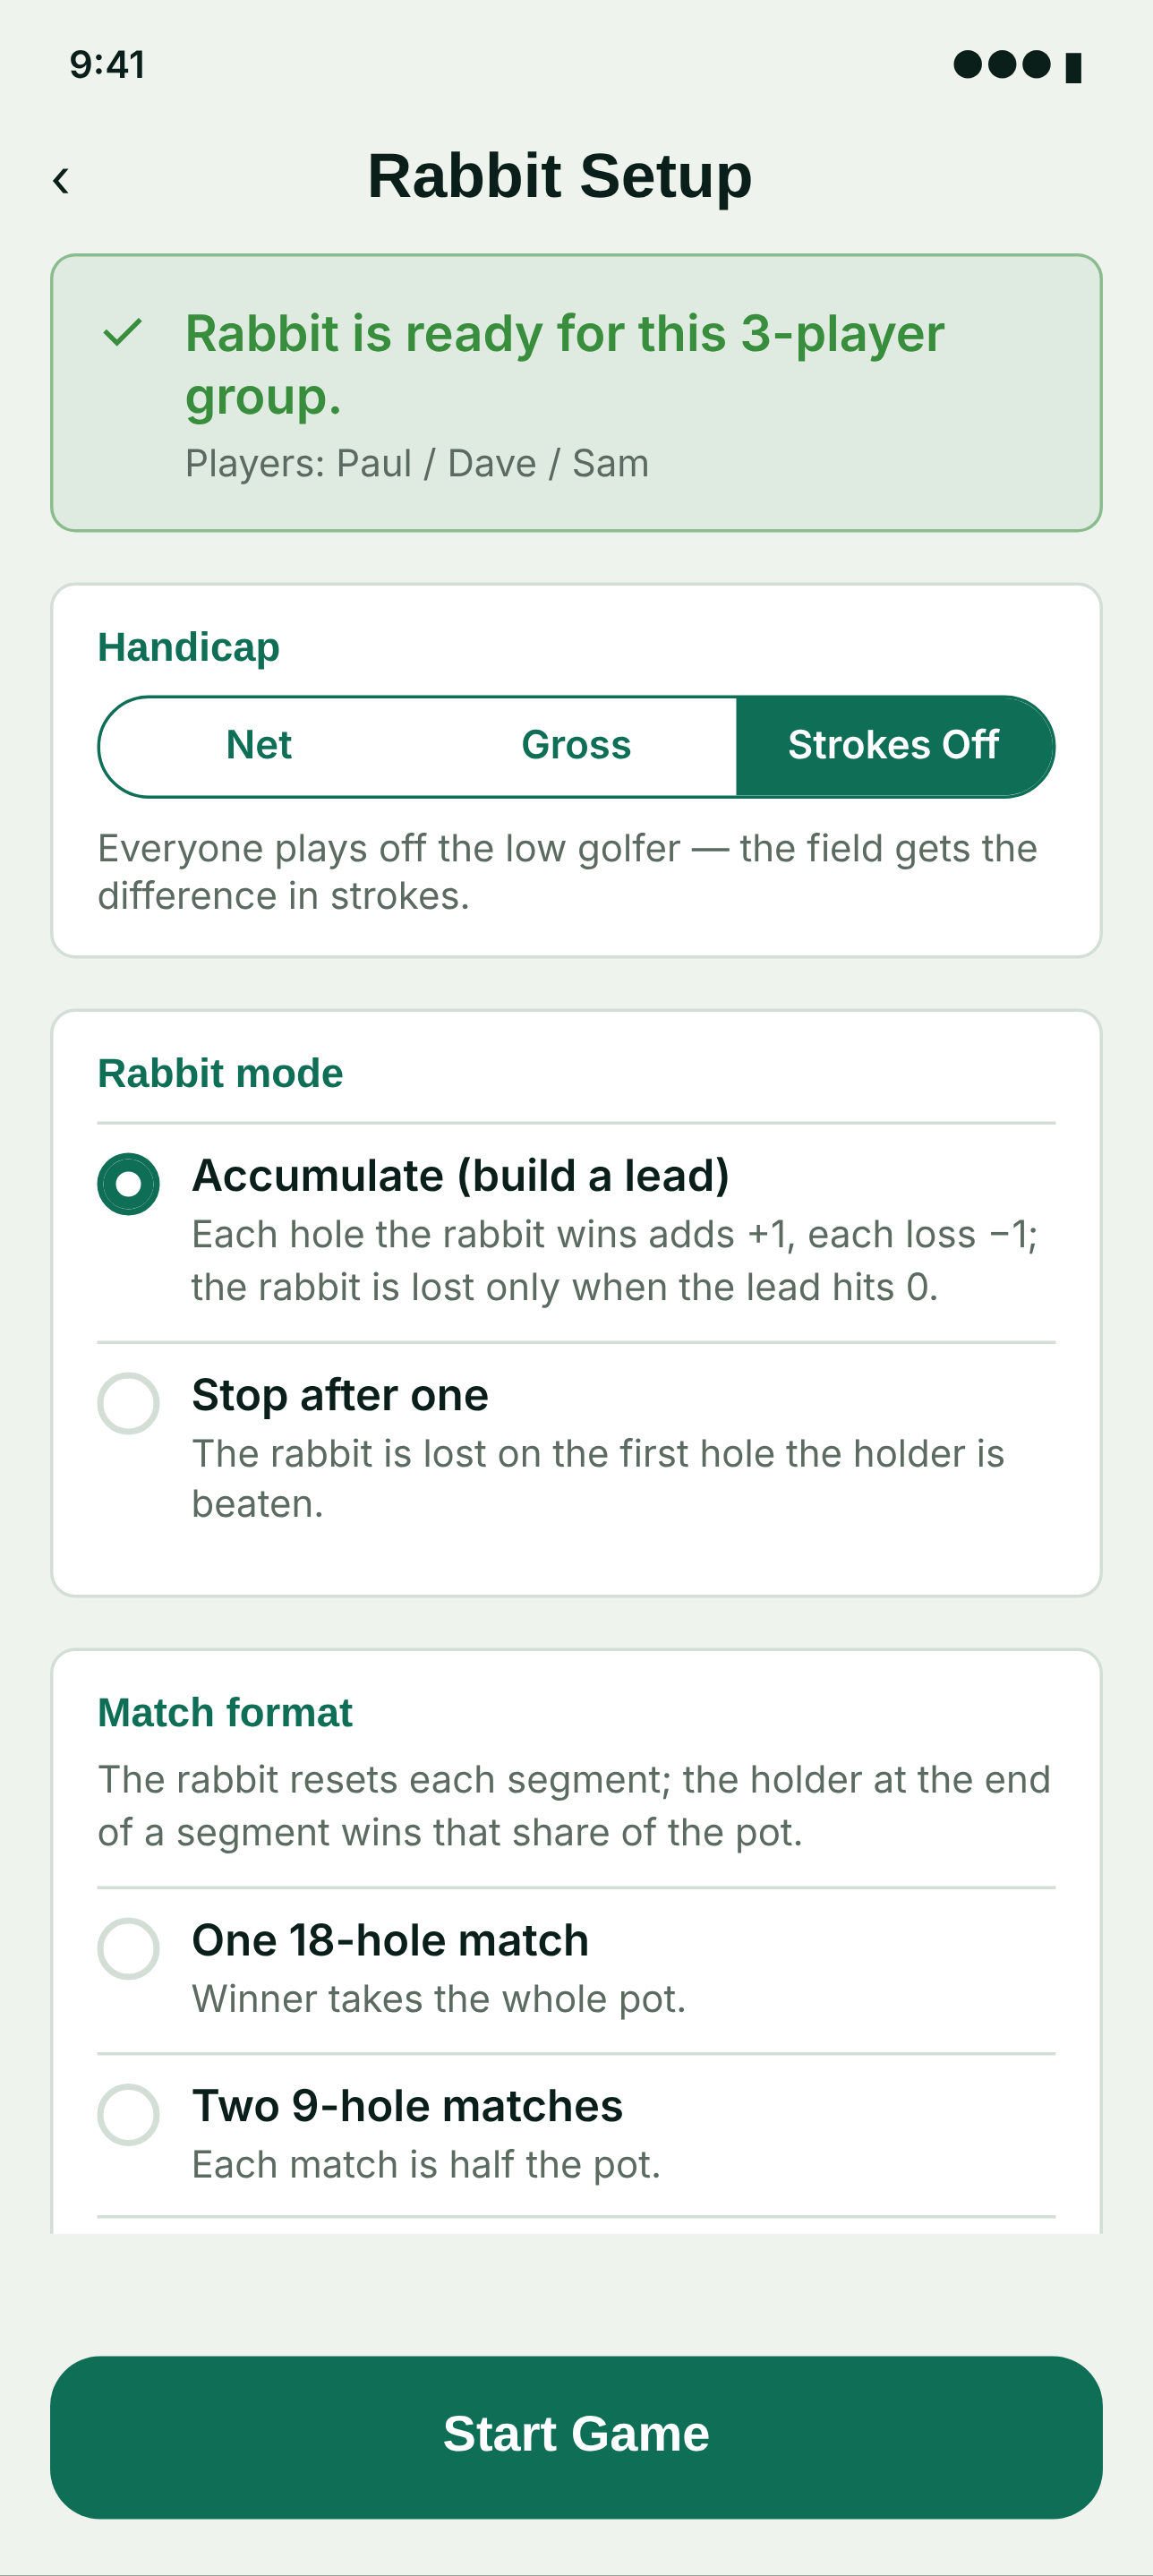 9:41
‹ Rabbit Setup
✓ Rabbit is ready for this 3-player
group.
Players: Paul / Dave / Sam
Handicap
Net Gross Strokes Off
Everyone plays off the low golfer — the field gets the
difference in strokes.
Rabbit mode
Accumulate (build a lead)
Each hole the rabbit wins adds +1, each loss −1;
the rabbit is lost only when the lead hits 0.
Stop after one
The rabbit is lost on the first hole the holder is
beaten.
Match format
The rabbit resets each segment; the holder at the end
of a segment wins that share of the pot.
One 18-hole match
Winner takes the whole pot.
Two 9-hole matches
Each match is half the pot.
Start Game